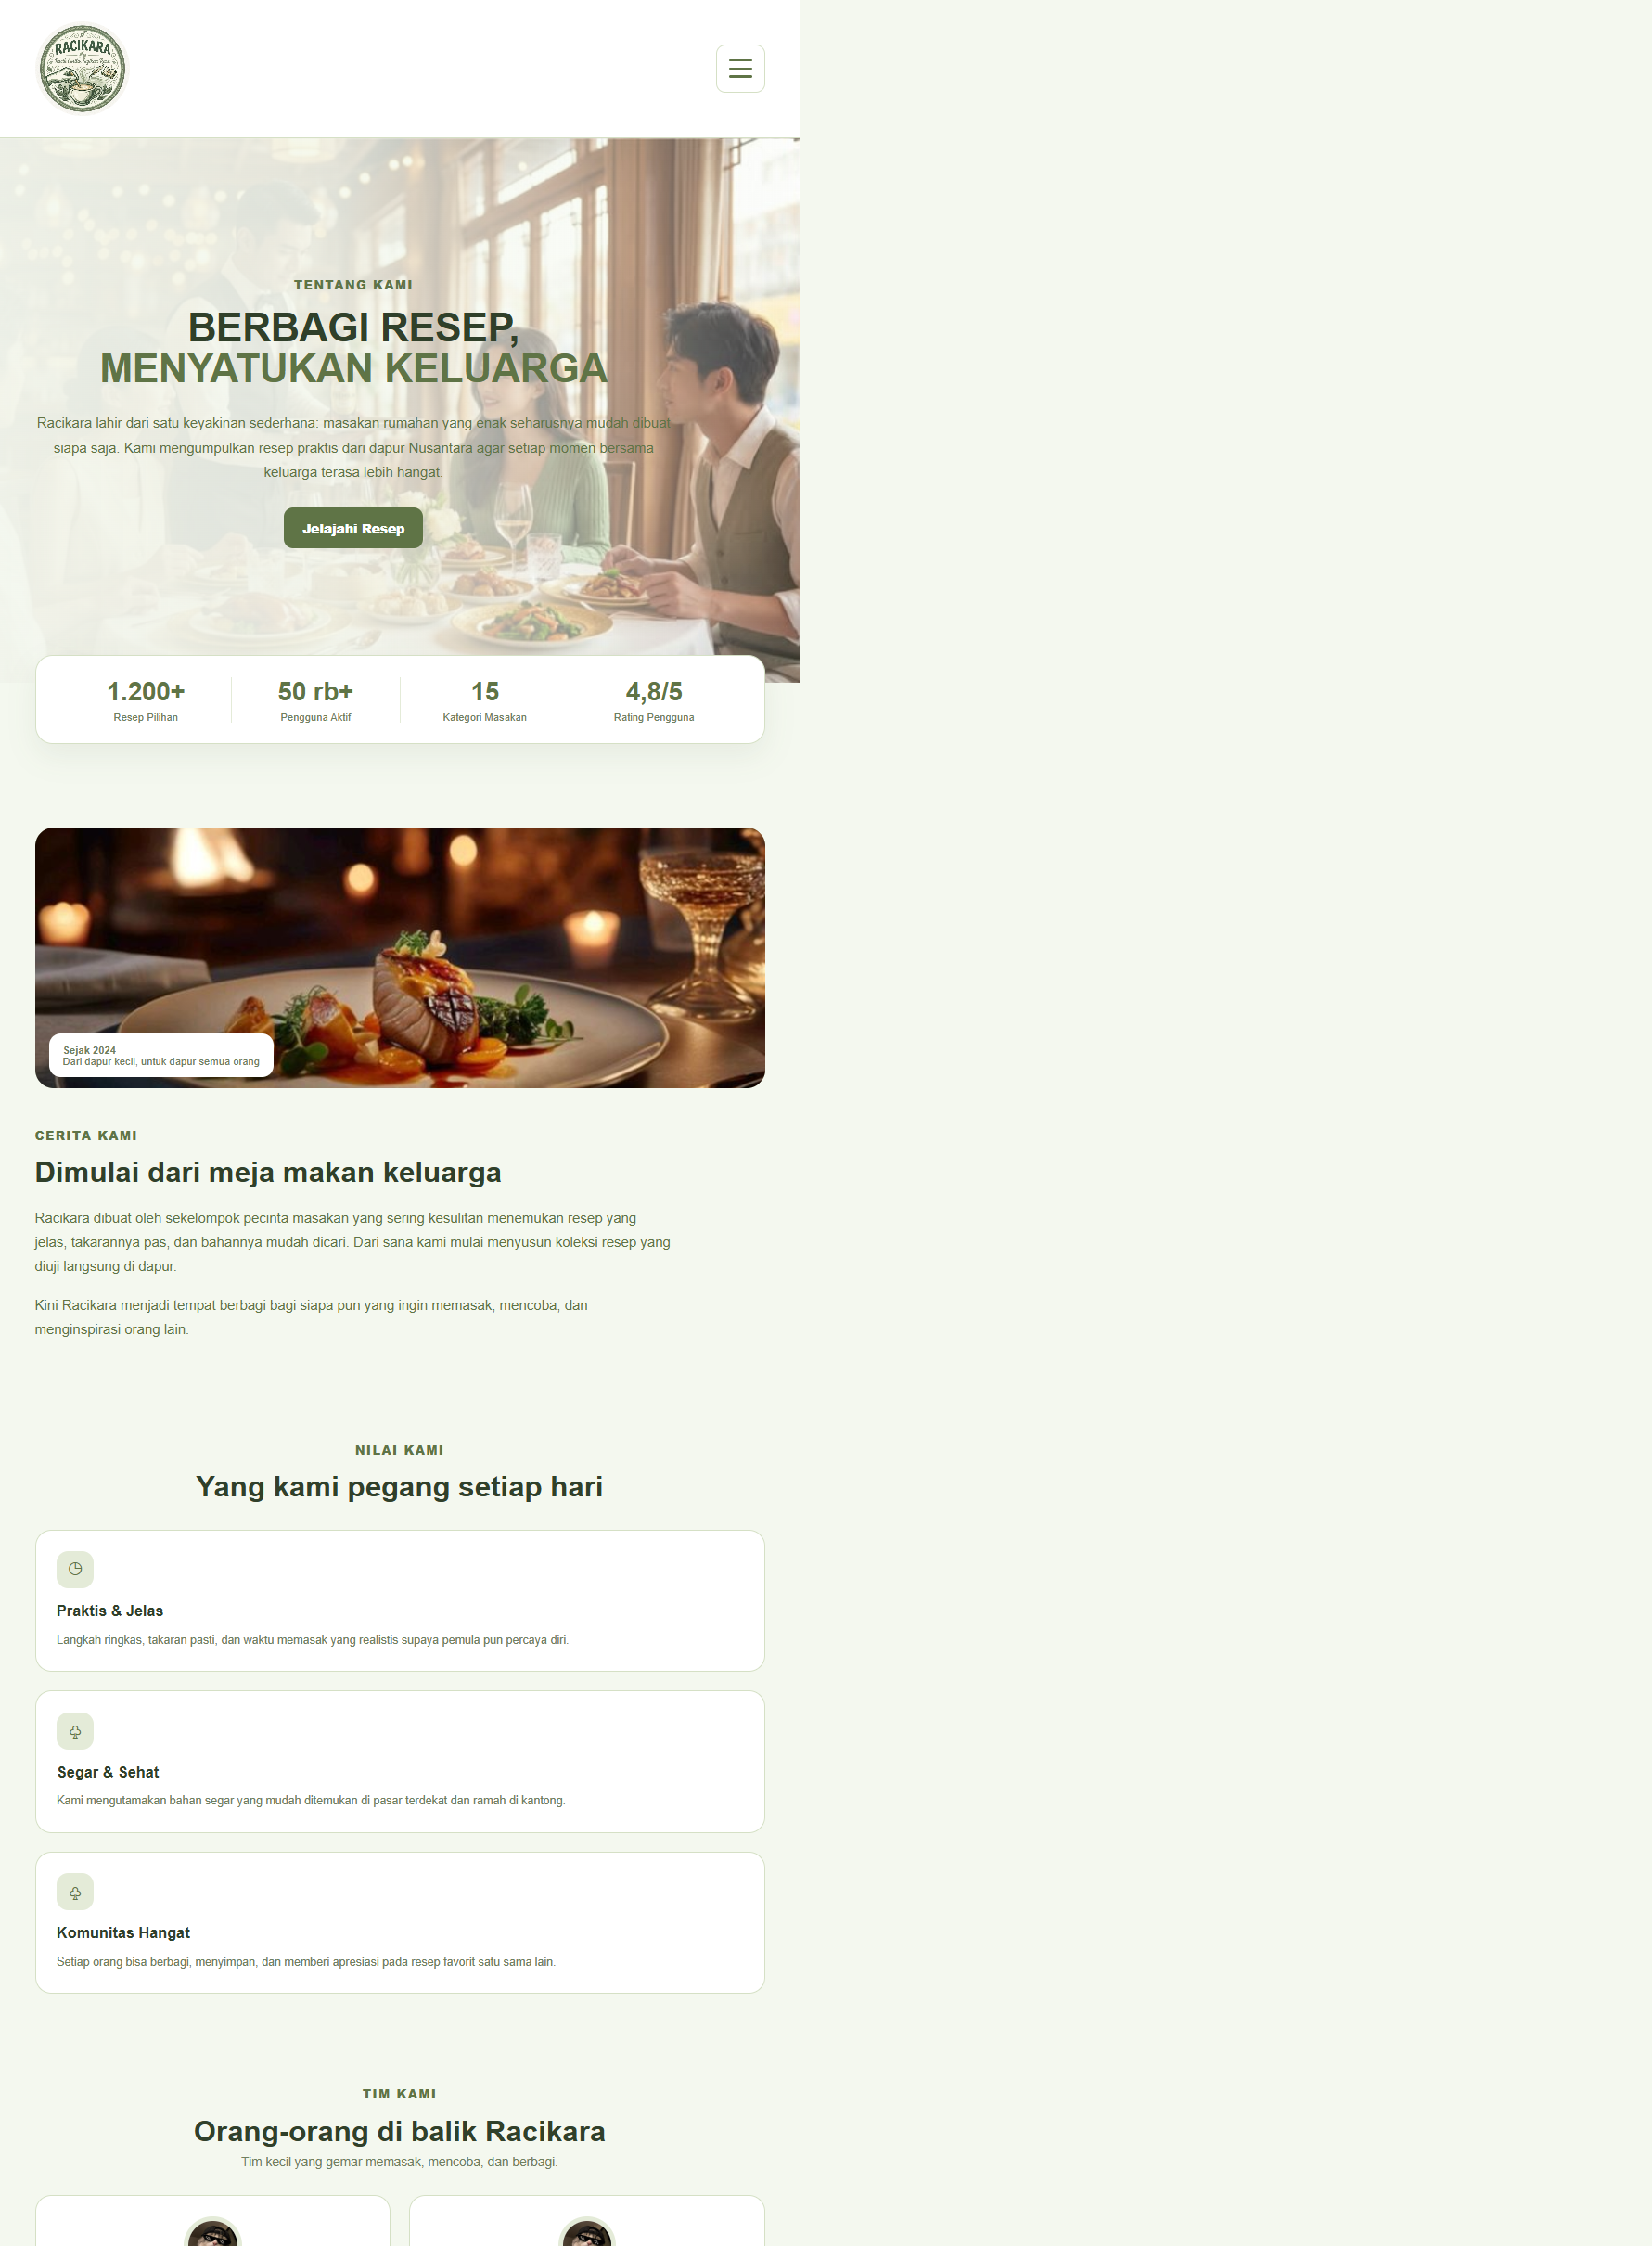 RACIKARA
TENTANG KAMI
BERBAGI RESEP,
MENYATUKAN KELUARGA
Racikara lahir dari satu keyakinan sederhana: masakan rumahan yang enak seharusnya mudah dibuat
siapa saja. Kami mengumpulkan resep praktis dari dapur Nusantara agar setiap momen bersama
keluarga terasa lebih hangat.
Jelajahi Resep
1.200+
Resep Pilihan
50 rb+
Pengguna Aktif
15
Kategori Masakan
4,8/5
Rating Pengguna
Sejak 2024
Dari dapur kecil, untuk dapur semua orang
CERITA KAMI
Dimulai dari meja makan keluarga
Racikara dibuat oleh sekelompok pecinta masakan yang sering kesulitan menemukan resep yang
jelas, takarannya pas, dan bahannya mudah dicari. Dari sana kami mulai menyusun koleksi resep yang
diuji langsung di dapur.
Kini Racikara menjadi tempat berbagi bagi siapa pun yang ingin memasak, mencoba, dan
menginspirasi orang lain.
NILAI KAMI
Yang kami pegang setiap hari
Praktis & Jelas
Langkah ringkas, takaran pasti, dan waktu memasak yang realistis supaya pemula pun percaya diri.
Segar & Sehat
Kami mengutamakan bahan segar yang mudah ditemukan di pasar terdekat dan ramah di kantong.
Komunitas Hangat
Setiap orang bisa berbagi, menyimpan, dan memberi apresiasi pada resep favorit satu sama lain.
TIM KAMI
Orang-orang di balik Racikara
Tim kecil yang gemar memasak, mencoba, dan berbagi.